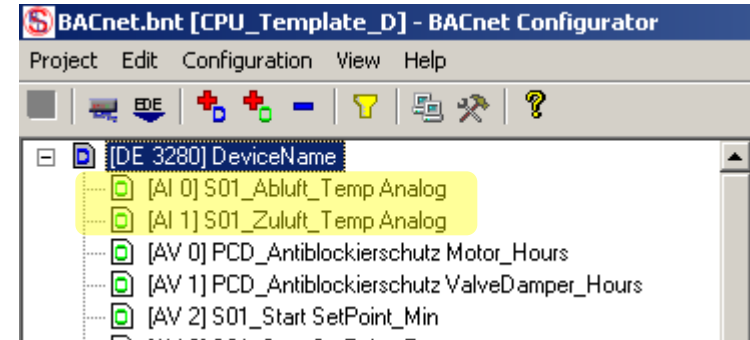 BACnet.bnt [CPU_Template_D] - BACnet Configurator
Project Edit Configuration View Help
EDE
[DE 3280] DeviceName
[AI 0] S01_Abluft_Temp Analog
[AI 1] S01_Zuluft_Temp Analog
[AV 0] PCD_Antiblockierschutz Motor_Hours
[AV 1] PCD_Antiblockierschutz ValveDamper_Hours
[AV 2] S01_Start SetPoint_Min